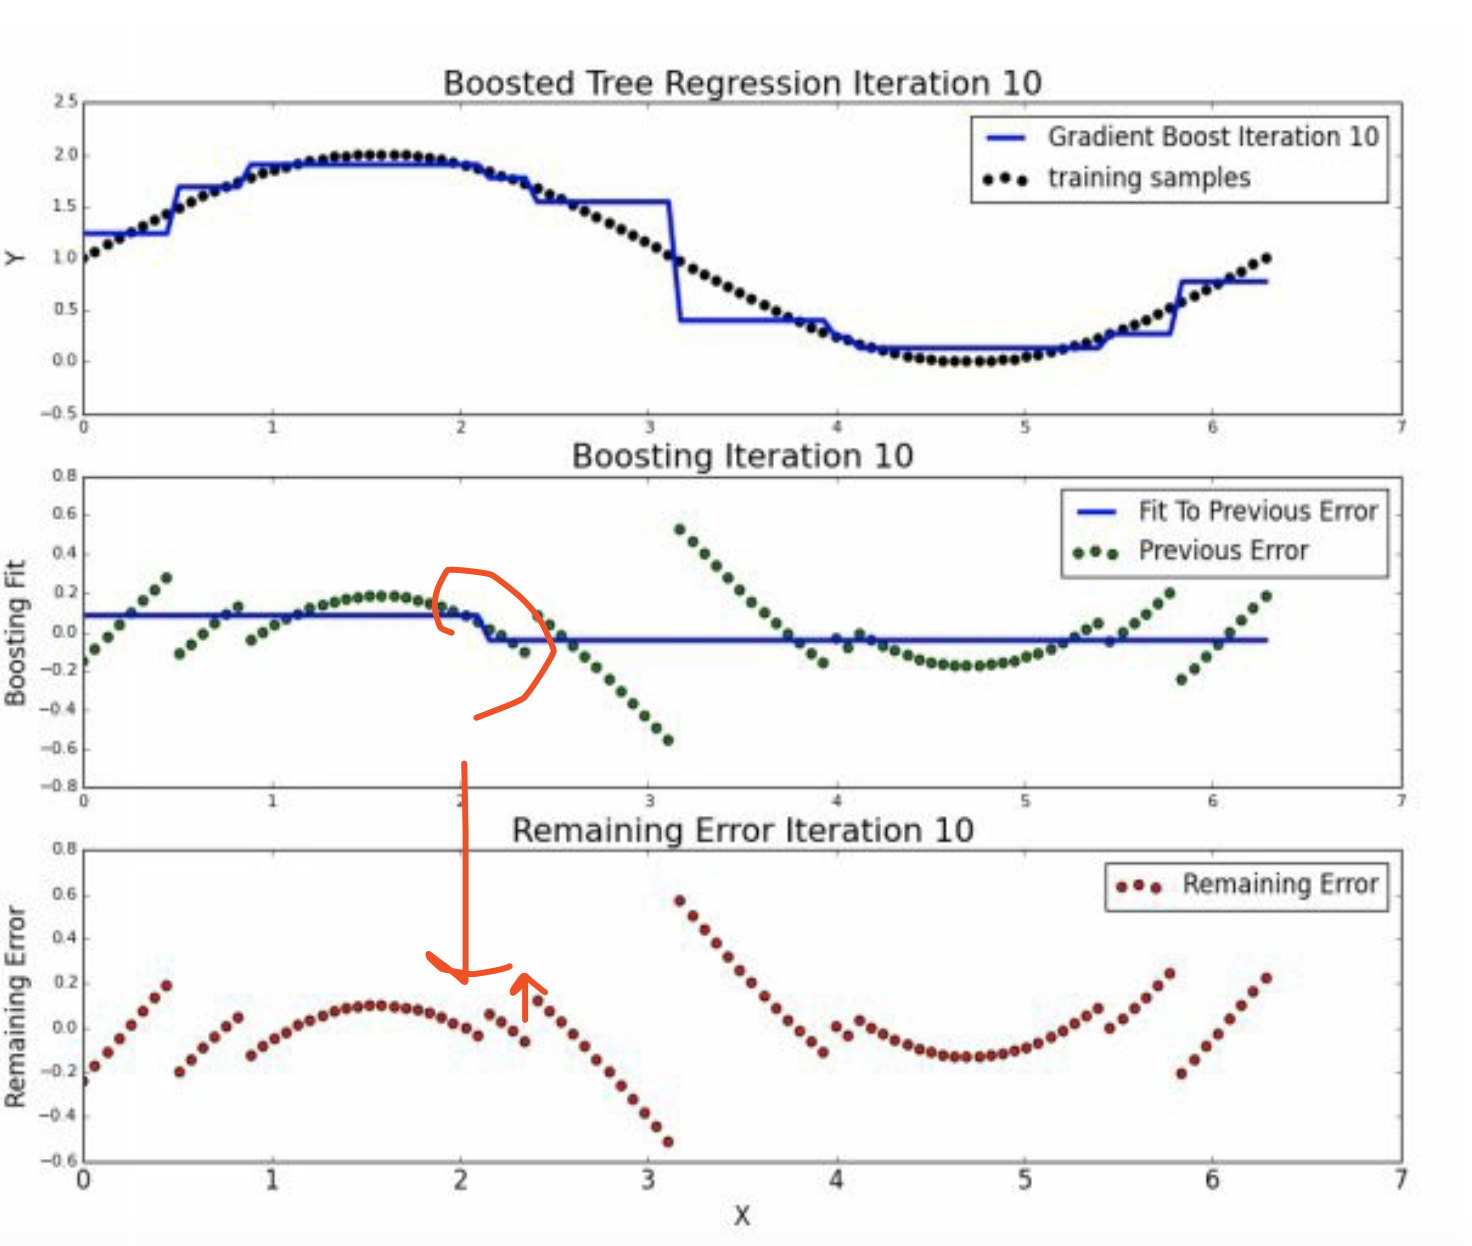 Boosted Tree Regression Iteration 10
2.5
2.0
1.5
1.0
0.5
0.0
−0.5
Y
Gradient Boost Iteration 10
training samples
0 1 2 3 4 5 6 7
Boosting Iteration 10
0.8
0.6
0.4
0.2
0.0
−0.2
−0.4
−0.6
−0.8
Boosting Fit
Fit To Previous Error
Previous Error
0 1 2 3 4 5 6 7
Remaining Error Iteration 10
0.8
0.6
0.4
0.2
0.0
−0.2
−0.4
−0.6
Remaining Error
Remaining Error
0 1 2 3 4 5 6 7
X